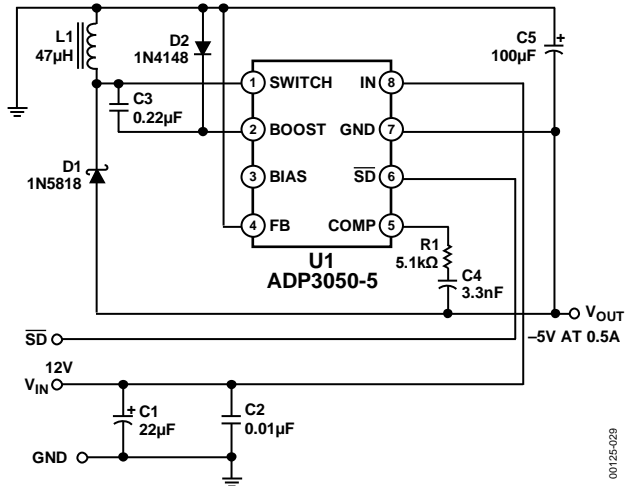 L1
47µH
D2
1N4148
C5
100µF
+
C3
0.22µF
1 SWITCH
IN 8
2 BOOST
GND 7
D1
1N5818
3 BIAS
SD 6
4 FB
COMP 5
R1
5.1kΩ
U1
ADP3050-5
C4
3.3nF
VOUT
–5V AT 0.5A
SD
12V
VIN
+ C1
22µF
C2
0.01µF
GND
00125-029